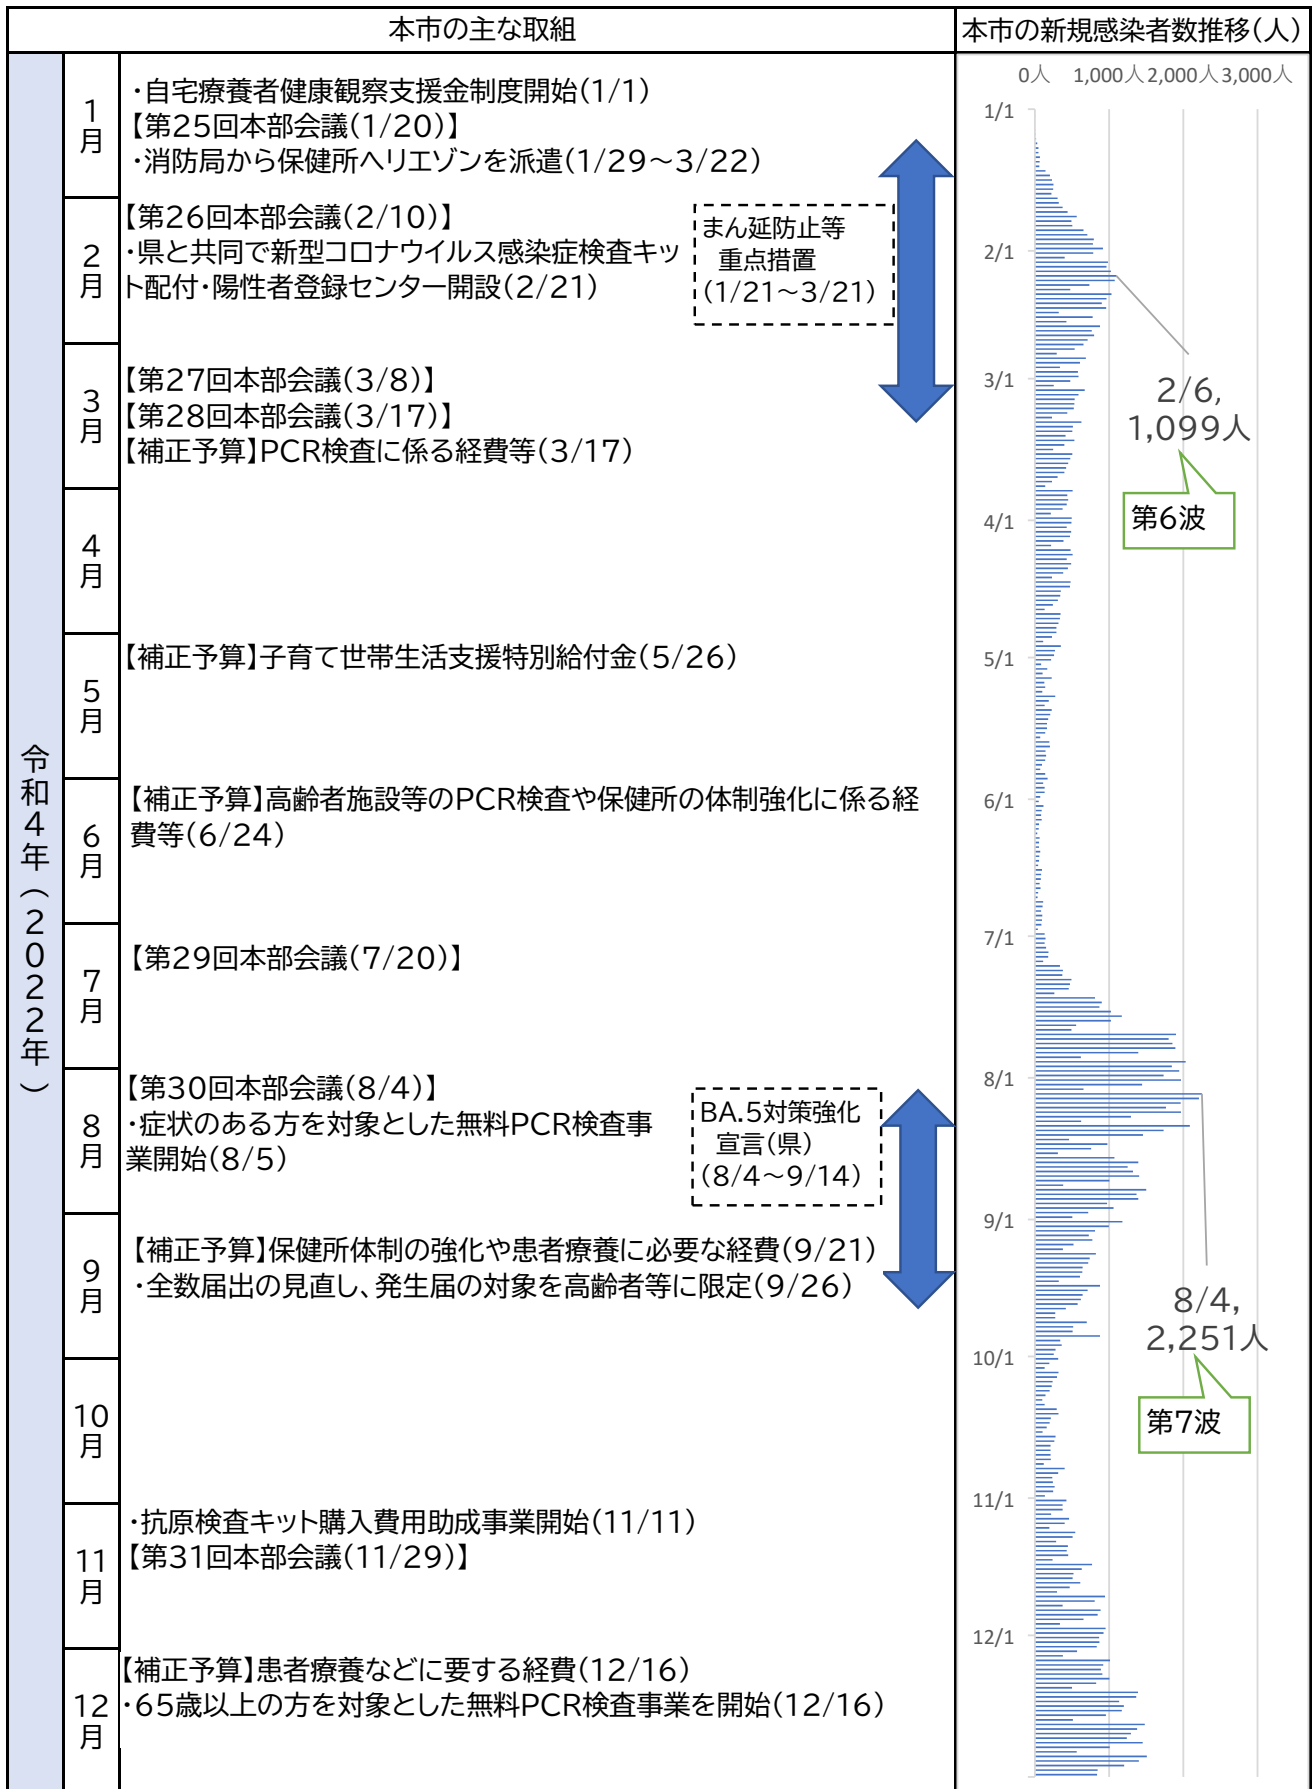 本市の主な取組
本市の新規感染者数推移(人)
令和4年(2022年)
1月
・自宅療養者健康観察支援金制度開始(1/1)
【第25回本部会議(1/20)】
・消防局から保健所へリエゾンを派遣(1/29～3/22)
2月
【第26回本部会議(2/10)】
・県と共同で新型コロナウイルス感染症検査キッ
ト配付・陽性者登録センター開設(2/21)
まん延防止等
重点措置
(1/21～3/21)
3月
【第27回本部会議(3/8)】
【第28回本部会議(3/17)】
【補正予算】PCR検査に係る経費等(3/17)
4月
5月
【補正予算】子育て世帯生活支援特別給付金(5/26)
6月
【補正予算】高齢者施設等のPCR検査や保健所の体制強化に係る経
費等(6/24)
7月
【第29回本部会議(7/20)】
8月
【第30回本部会議(8/4)】
・症状のある方を対象とした無料PCR検査事
業開始(8/5)
BA.5対策強化
宣言(県)
(8/4～9/14)
9月
【補正予算】保健所体制の強化や患者療養に必要な経費(9/21)
・全数届出の見直し、発生届の対象を高齢者等に限定(9/26)
10月
11月
・抗原検査キット購入費用助成事業開始(11/11)
【第31回本部会議(11/29)】
12月
【補正予算】患者療養などに要する経費(12/16)
・65歳以上の方を対象とした無料PCR検査事業を開始(12/16)
0人 1,000人 2,000人 3,000人
1/1
2/1
3/1
2/6,
1,099人
第6波
4/1
5/1
6/1
7/1
8/1
9/1
8/4,
2,251人
10/1
第7波
11/1
12/1